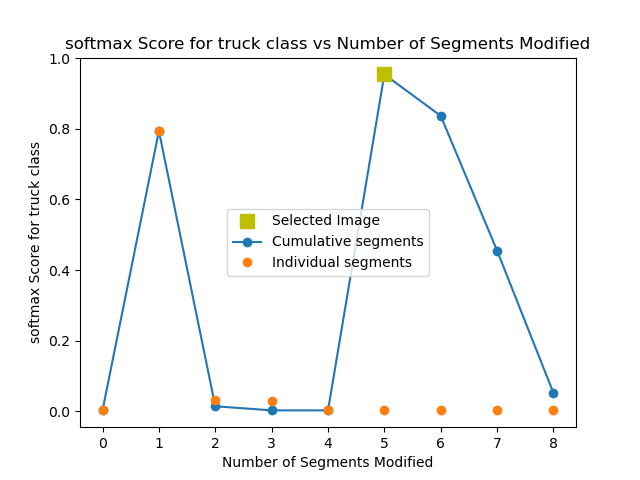 softmax Score for truck class vs Number of Segments Modified
1.0
0.8
0.6
0.4
0.2
0.0
softmax Score for truck class
Selected Image
Cumulative segments
Individual segments
0 1 2 3 4 5 6 7 8
Number of Segments Modified